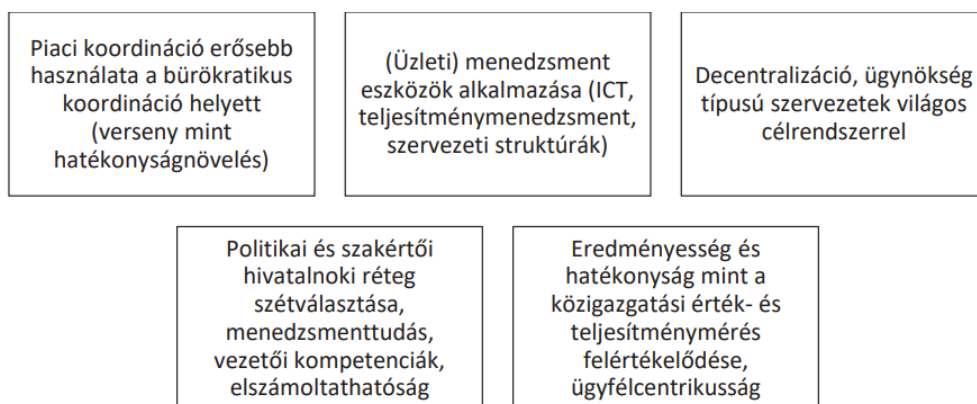 Piaci koordináció erősebb
használata a bürökratikus
koordináció helyett
(verseny mint
hatékonyságnövelés)
(Üzleti) menedzsment
eszközök alkalmazása (ICT,
teljesítménymenedzsment,
szervezeti struktúrák)
Decentralizáció, ügynökség
típusú szervezetek világos
célrendszerrel
Politikai és szakértői
hivatalnoki réteg
szétválasztása,
menedzsmenttudás,
vezetői kompetenciák,
elszámoltathatóság
Eredményesség és
hatékonyság mint a
közigazgatási érték- és
teljesítménymérés
felértékelődése,
ügyfélcentrikusság